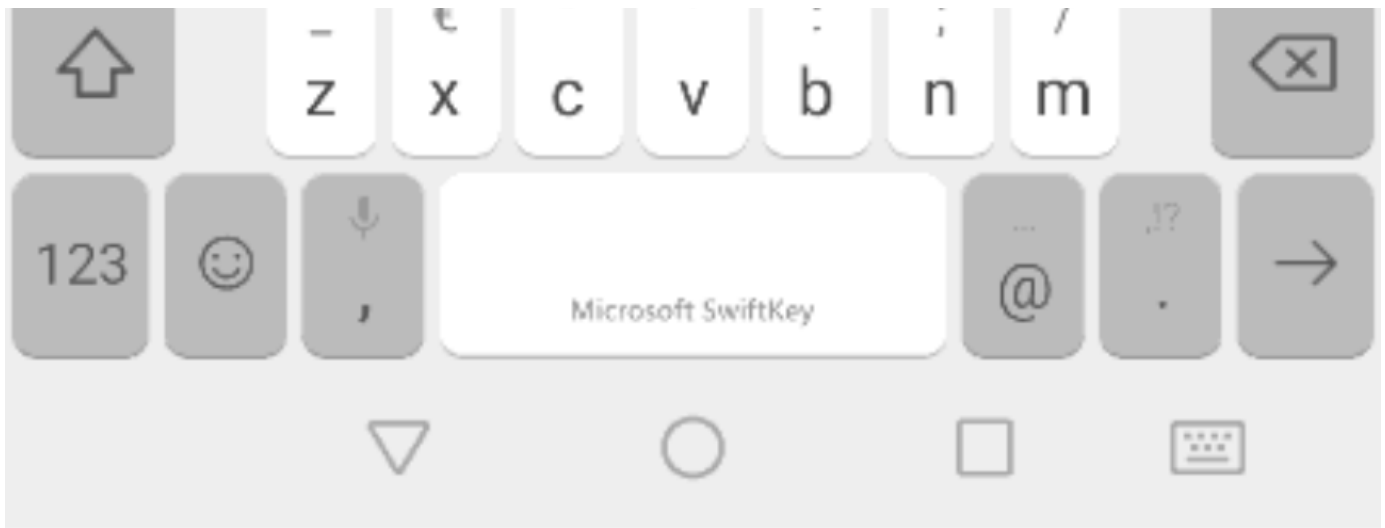 _ € : ; /
z x c v b n m
... ,!?
123 , @ .
Microsoft SwiftKey